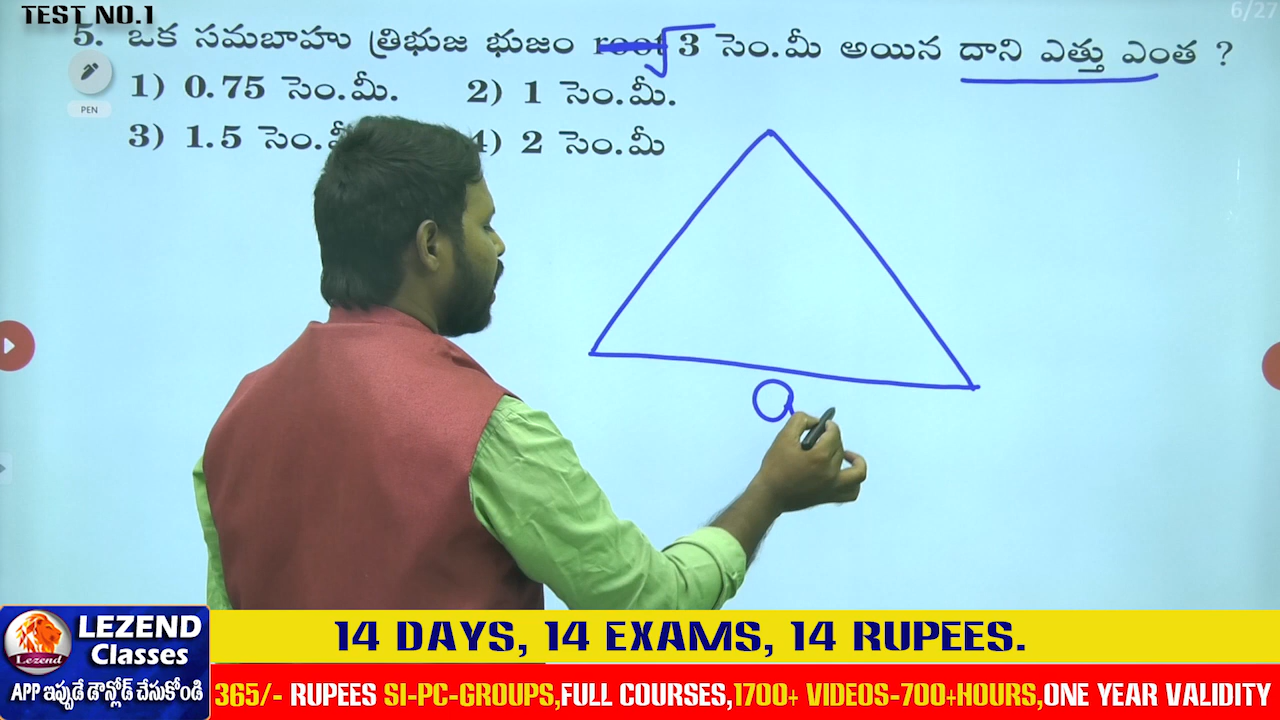 TEST NO.1
6/27
5. ఒక సమబాహు త్రిభుజ భుజం root √3 సెం.మీ అయిన దాని ఎత్తు ఎంత ?
1) 0.75 సెం.మీ. 2) 1 సెం.మీ.
PEN
3) 1.5 సెం.మీ 4) 2 సెం.మీ
a
LEZEND
Classes
Lezend
APP ఇప్పుడే డౌన్లోడ్ చేసుకోండి
14 DAYS, 14 EXAMS, 14 RUPEES.
365/- RUPEES SI-PC-GROUPS,FULL COURSES,1700+ VIDEOS-700+HOURS,ONE YEAR VALIDITY